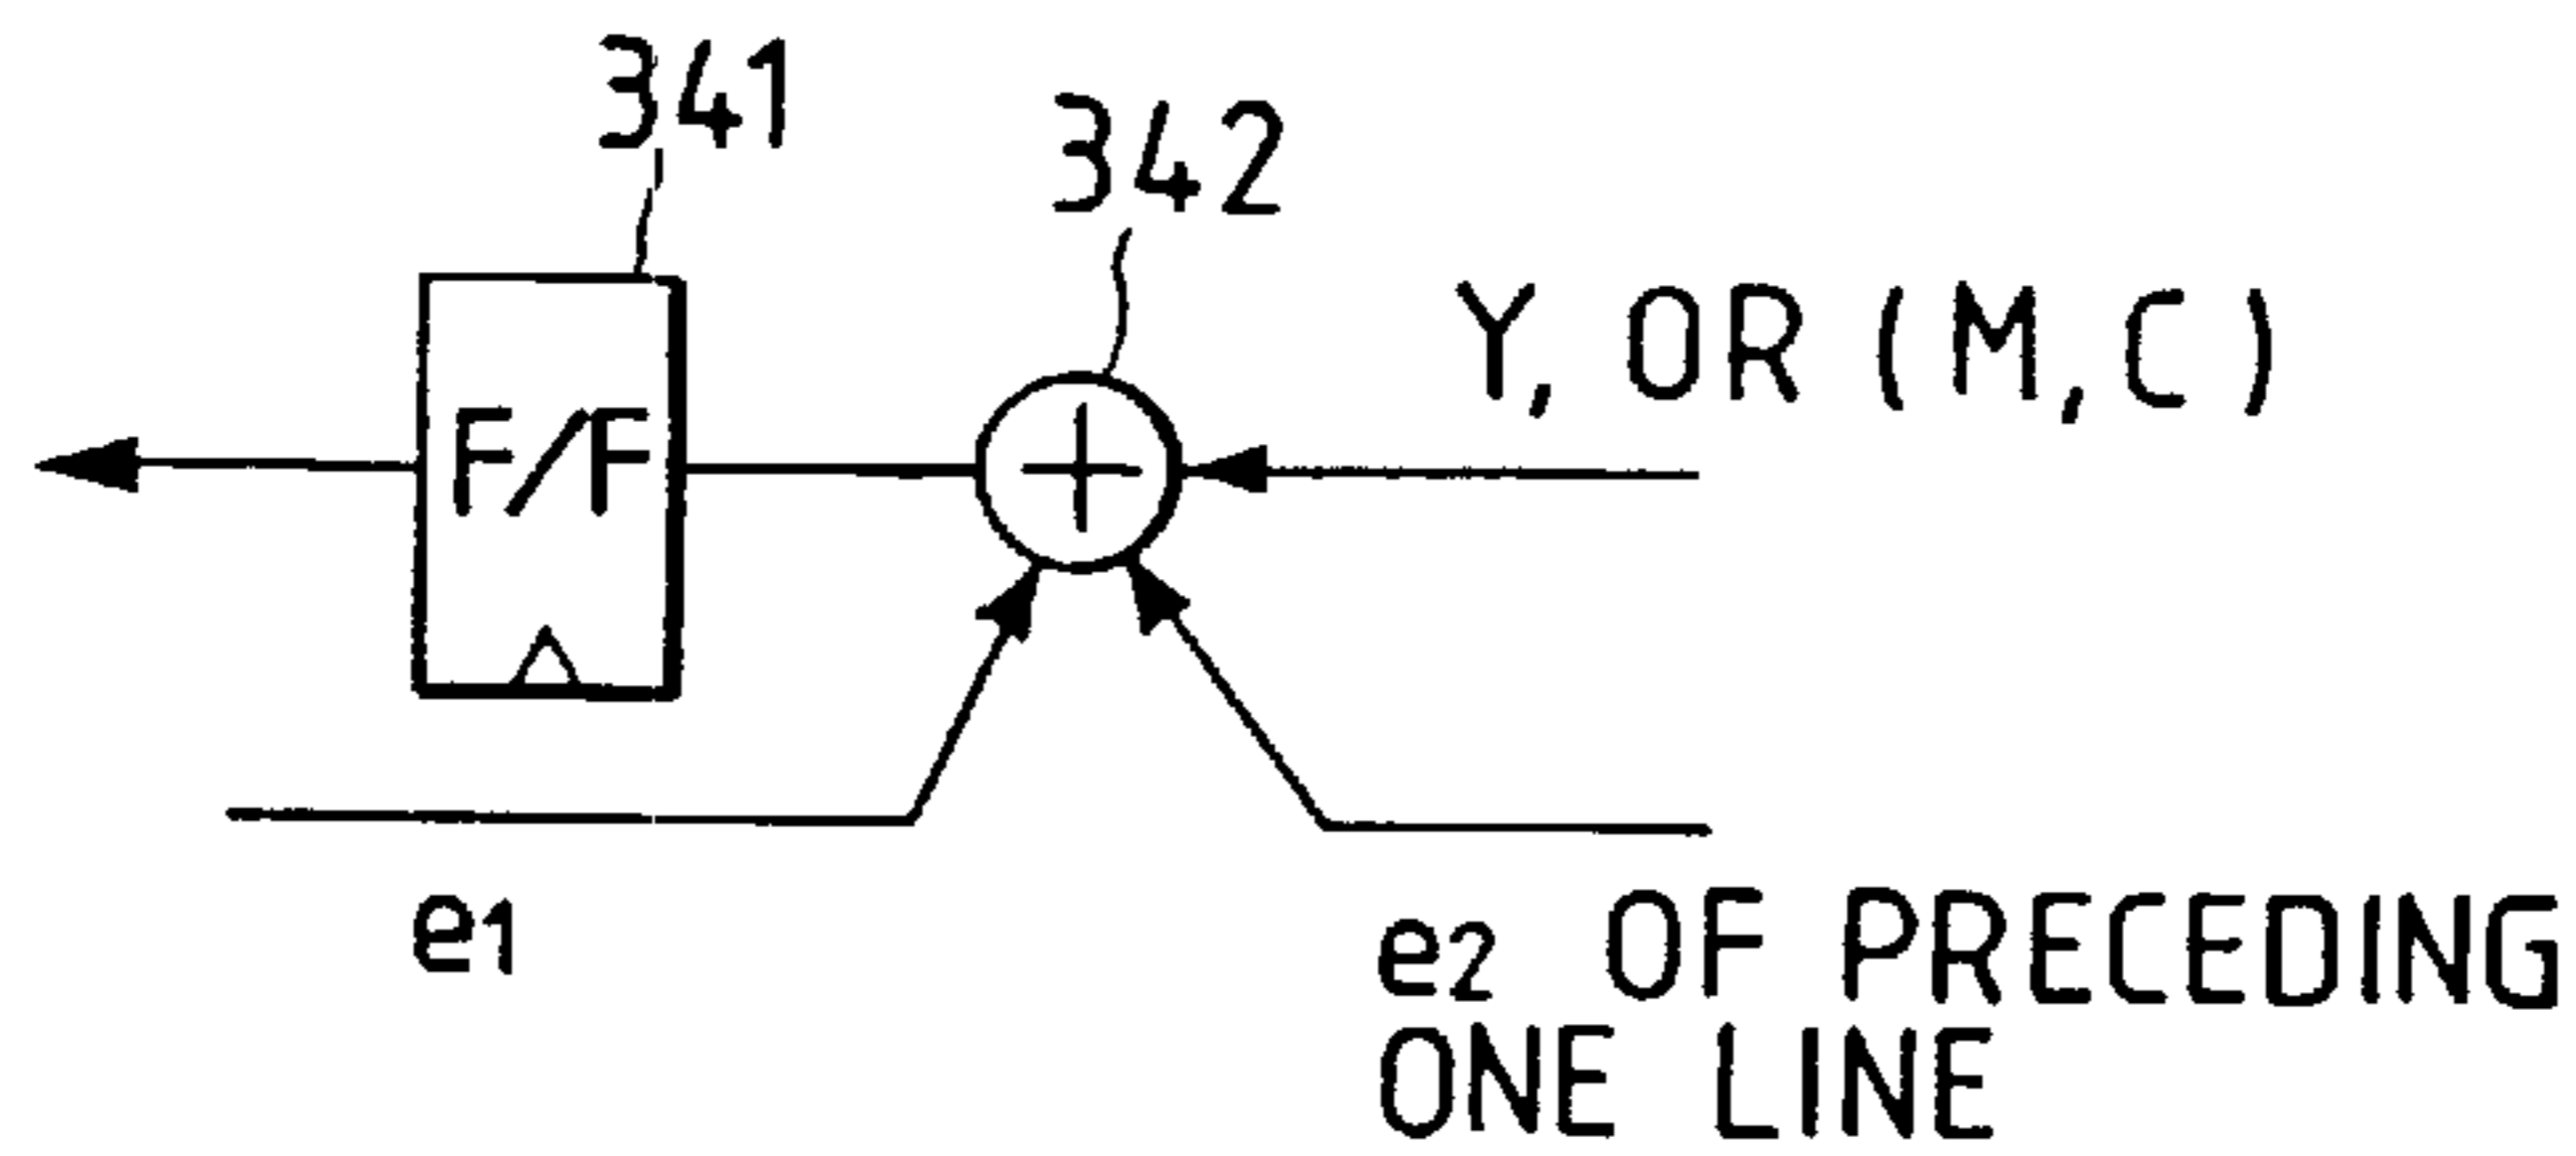 341
342
Y, OR (M,C)
F/F
e1
e2 OF PRECEDING
ONE LINE